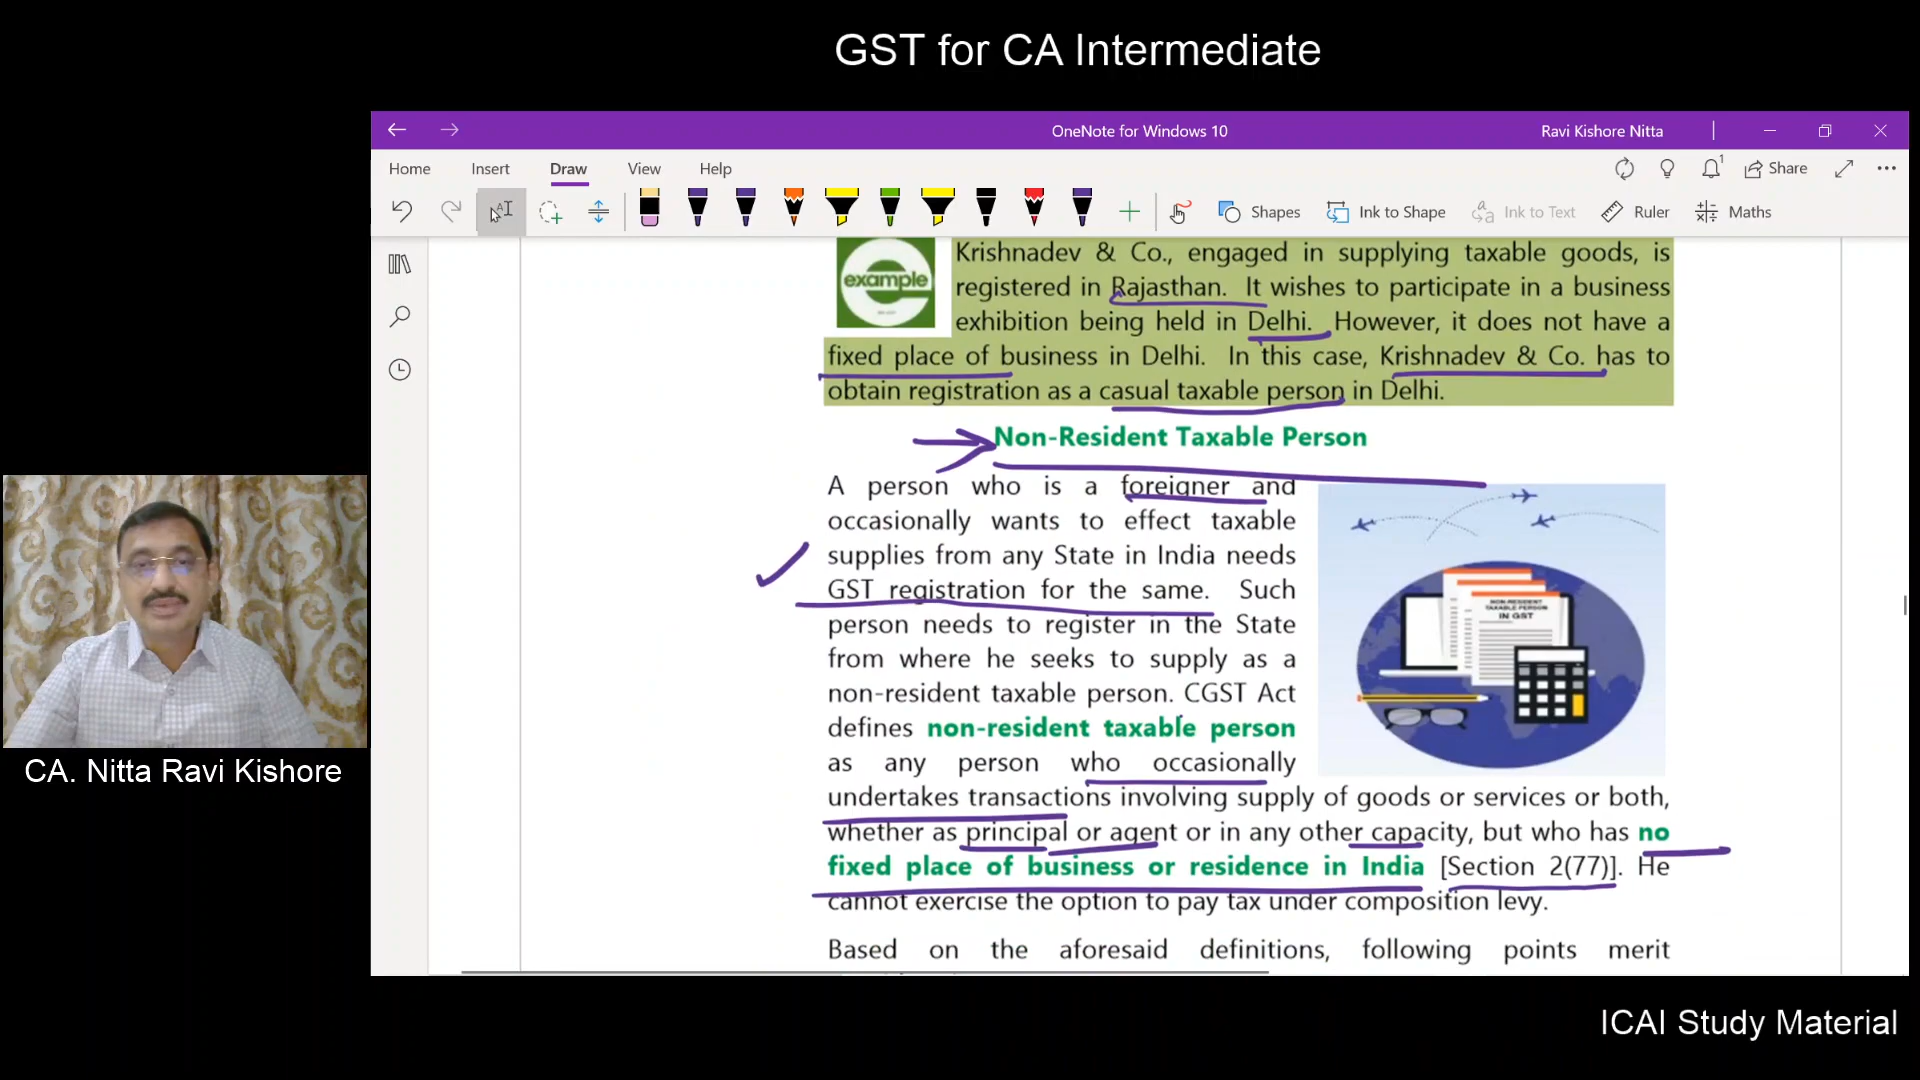 GST for CA Intermediate
OneNote for Windows 10
Ravi Kishore Nitta
Home Insert Draw View Help
1
Share
AI
Shapes
Ink to Shape
Ink to Text
Ruler
Maths
example
Krishnadev & Co., engaged in supplying taxable goods, is
registered in Rajasthan. It wishes to participate in a business
exhibition being held in Delhi. However, it does not have a
fixed place of business in Delhi. In this case, Krishnadev & Co. has to
obtain registration as a casual taxable person in Delhi.
Non-Resident Taxable Person
A person who is a foreigner and
occasionally wants to effect taxable
supplies from any State in India needs
GST registration for the same. Such
person needs to register in the State
from where he seeks to supply as a
non-resident taxable person. CGST Act
defines non-resident taxable person
as any person who occasionally
undertakes transactions involving supply of goods or services or both,
whether as principal or agent or in any other capacity, but who has no
fixed place of business or residence in India [Section 2(77)]. He
cannot exercise the option to pay tax under composition levy.
NON-RESIDENT
TAXABLE PERSON
IN GST
Based on the aforesaid definitions, following points merit
CA. Nitta Ravi Kishore
ICAI Study Material